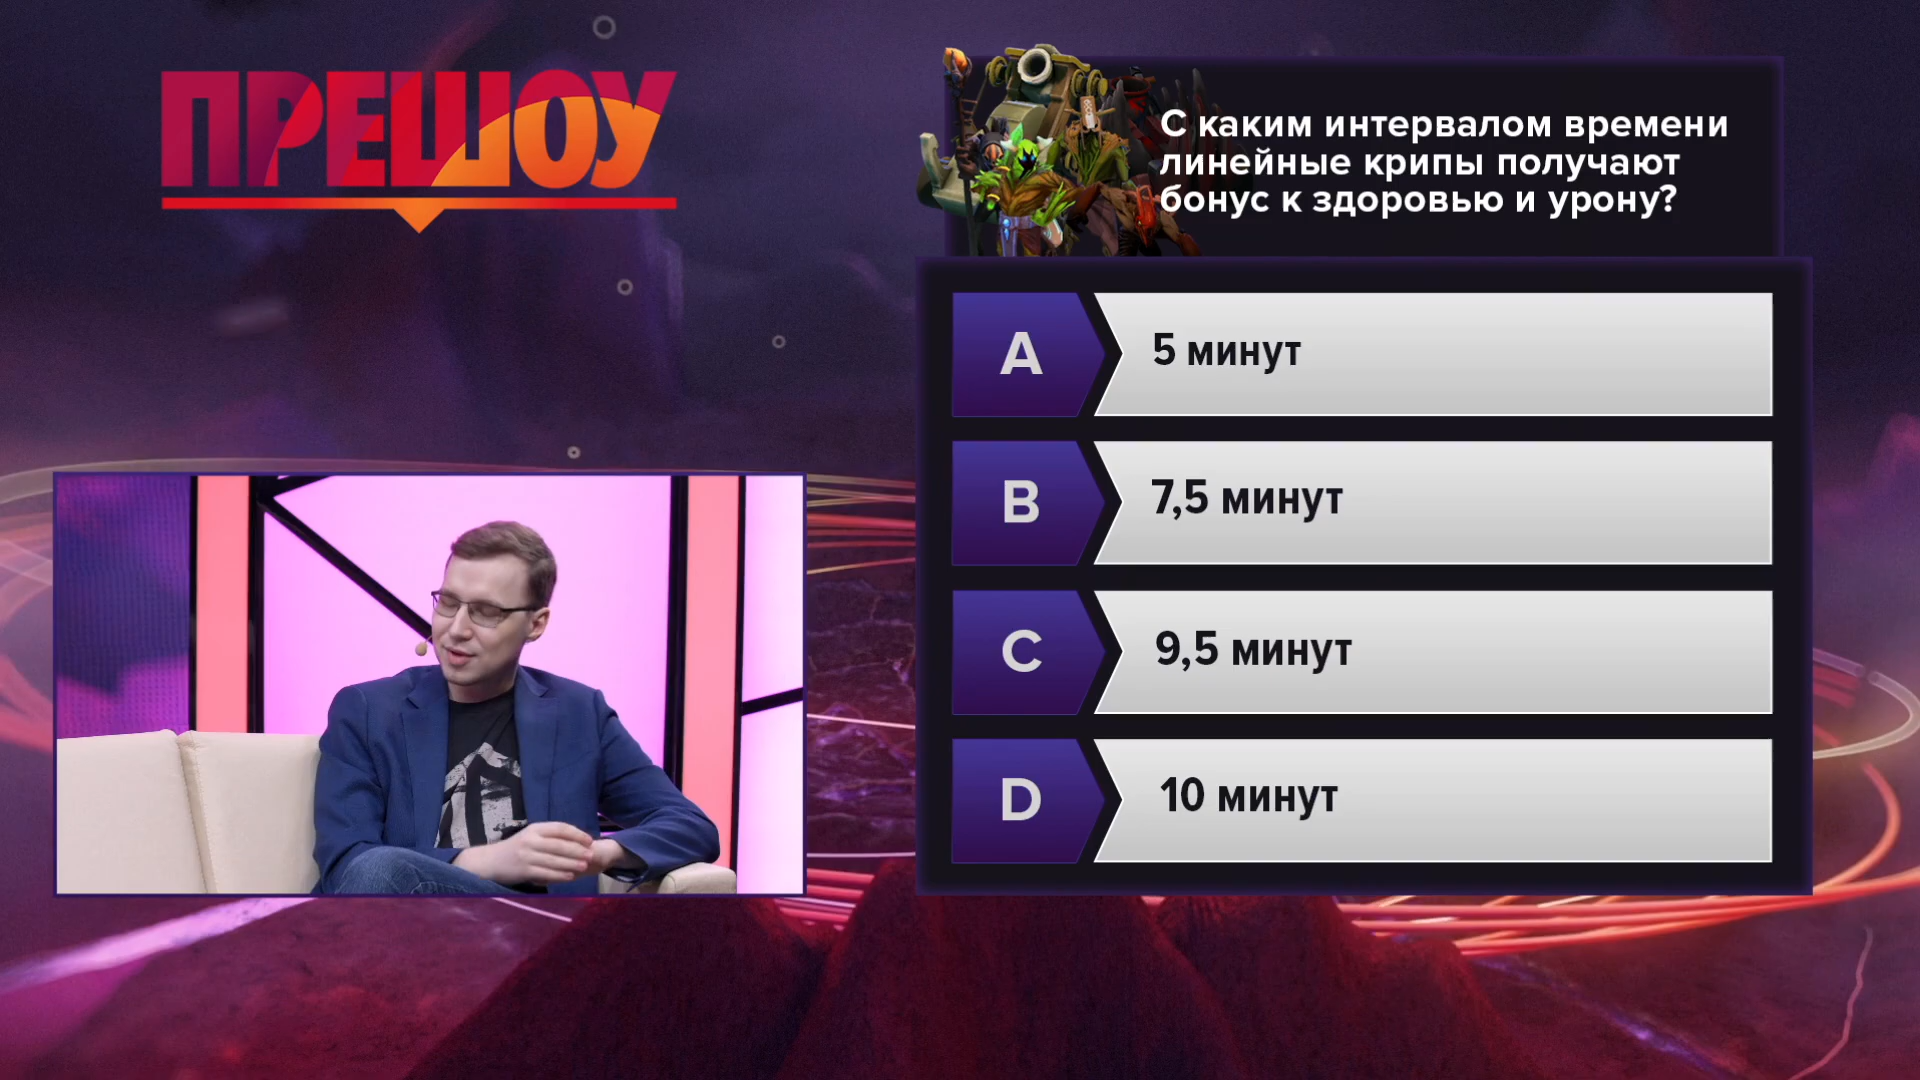 ПРЕШОУ
С каким интервалом времени
линейные крипы получают
бонус к здоровью и урону?
A
5 минут
B
7,5 минут
C
9,5 минут
D
10 минут